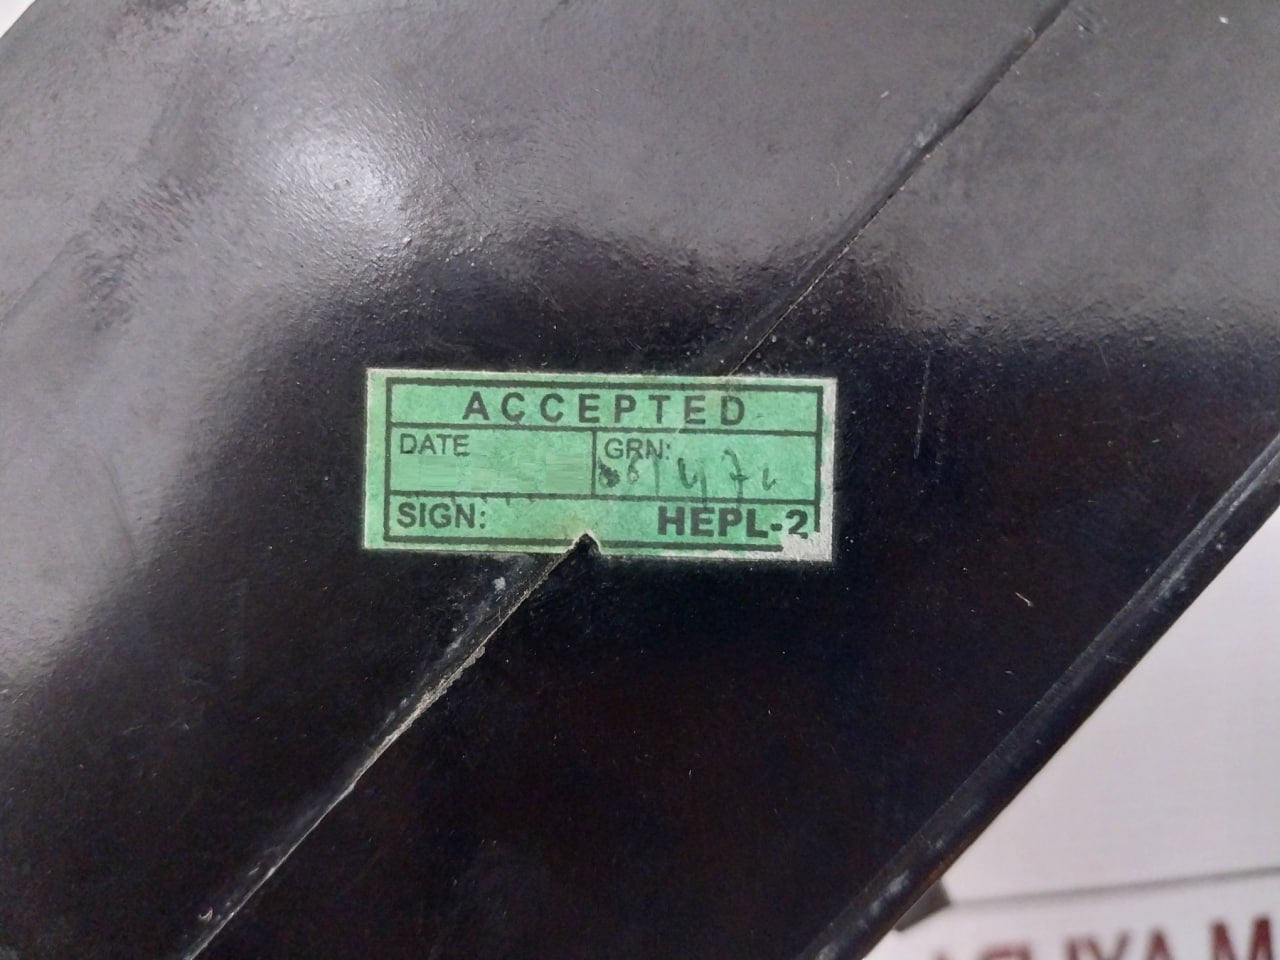 ACCEPTED
DATE GRN:
SIGN: HEPL-2